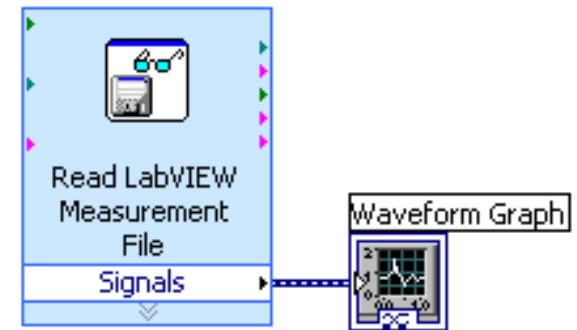 Read LabVIEW
Measurement
File
Signals
Waveform Graph